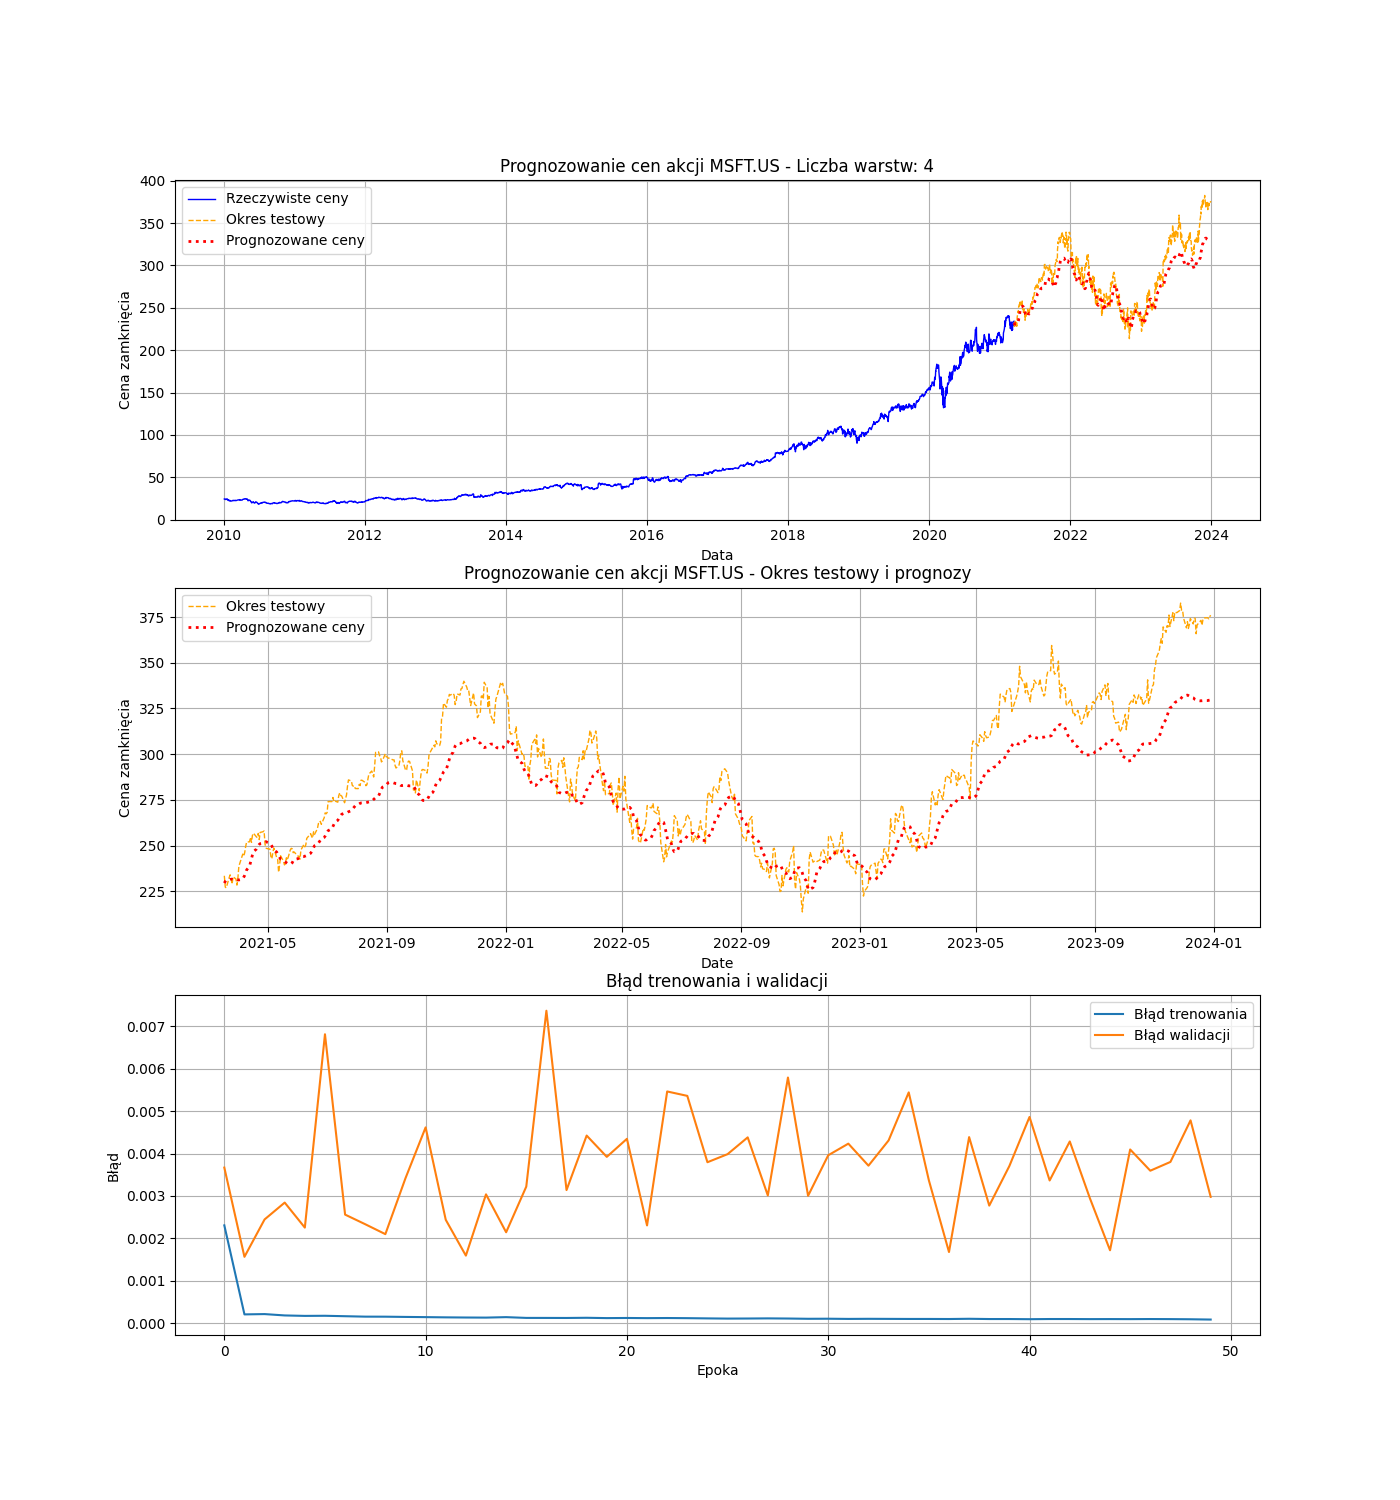 Prognozowanie cen akcji MSFT.US - Liczba warstw: 4
400
350
300
250
200
150
100
50
0
Cena zamknięcia
Rzeczywiste ceny
Okres testowy
Prognozowane ceny
2010 2012 2014 2016 2018 2020 2022 2024
Data
Prognozowanie cen akcji MSFT.US - Okres testowy i prognozy
375
350
325
300
275
250
225
Cena zamknięcia
Okres testowy
Prognozowane ceny
2021-05 2021-09 2022-01 2022-05 2022-09 2023-01 2023-05 2023-09 2024-01
Date
Błąd trenowania i walidacji
0.007
0.006
0.005
0.004
0.003
0.002
0.001
0.000
Błąd
Błąd trenowania
Błąd walidacji
0 10 20 30 40 50
Epoka